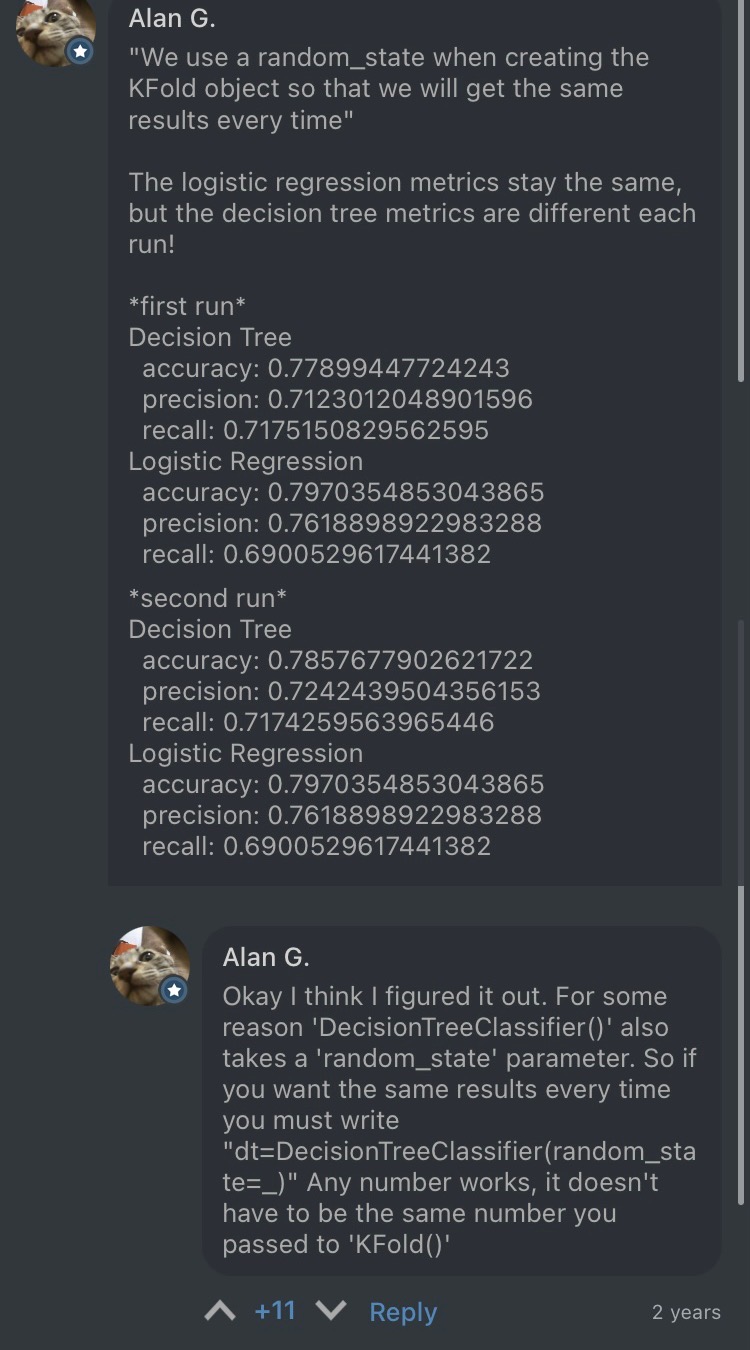 Alan G.
"We use a random_state when creating the
KFold object so that we will get the same
results every time"
The logistic regression metrics stay the same,
but the decision tree metrics are different each
run!
*first run*
Decision Tree
accuracy: 0.77899447724243
precision: 0.7123012048901596
recall: 0.7175150829562595
Logistic Regression
accuracy: 0.7970354853043865
precision: 0.7618898922983288
recall: 0.6900529617441382
*second run*
Decision Tree
accuracy: 0.7857677902621722
precision: 0.7242439504356153
recall: 0.7174259563965446
Logistic Regression
accuracy: 0.7970354853043865
precision: 0.7618898922983288
recall: 0.6900529617441382
Alan G.
Okay I think I figured it out. For some
reason 'DecisionTreeClassifier()' also
takes a 'random_state' parameter. So if
you want the same results every time
you must write
"dt=DecisionTreeClassifier(random_sta
te=_)" Any number works, it doesn't
have to be the same number you
passed to 'KFold()'
+11 Reply 2 years